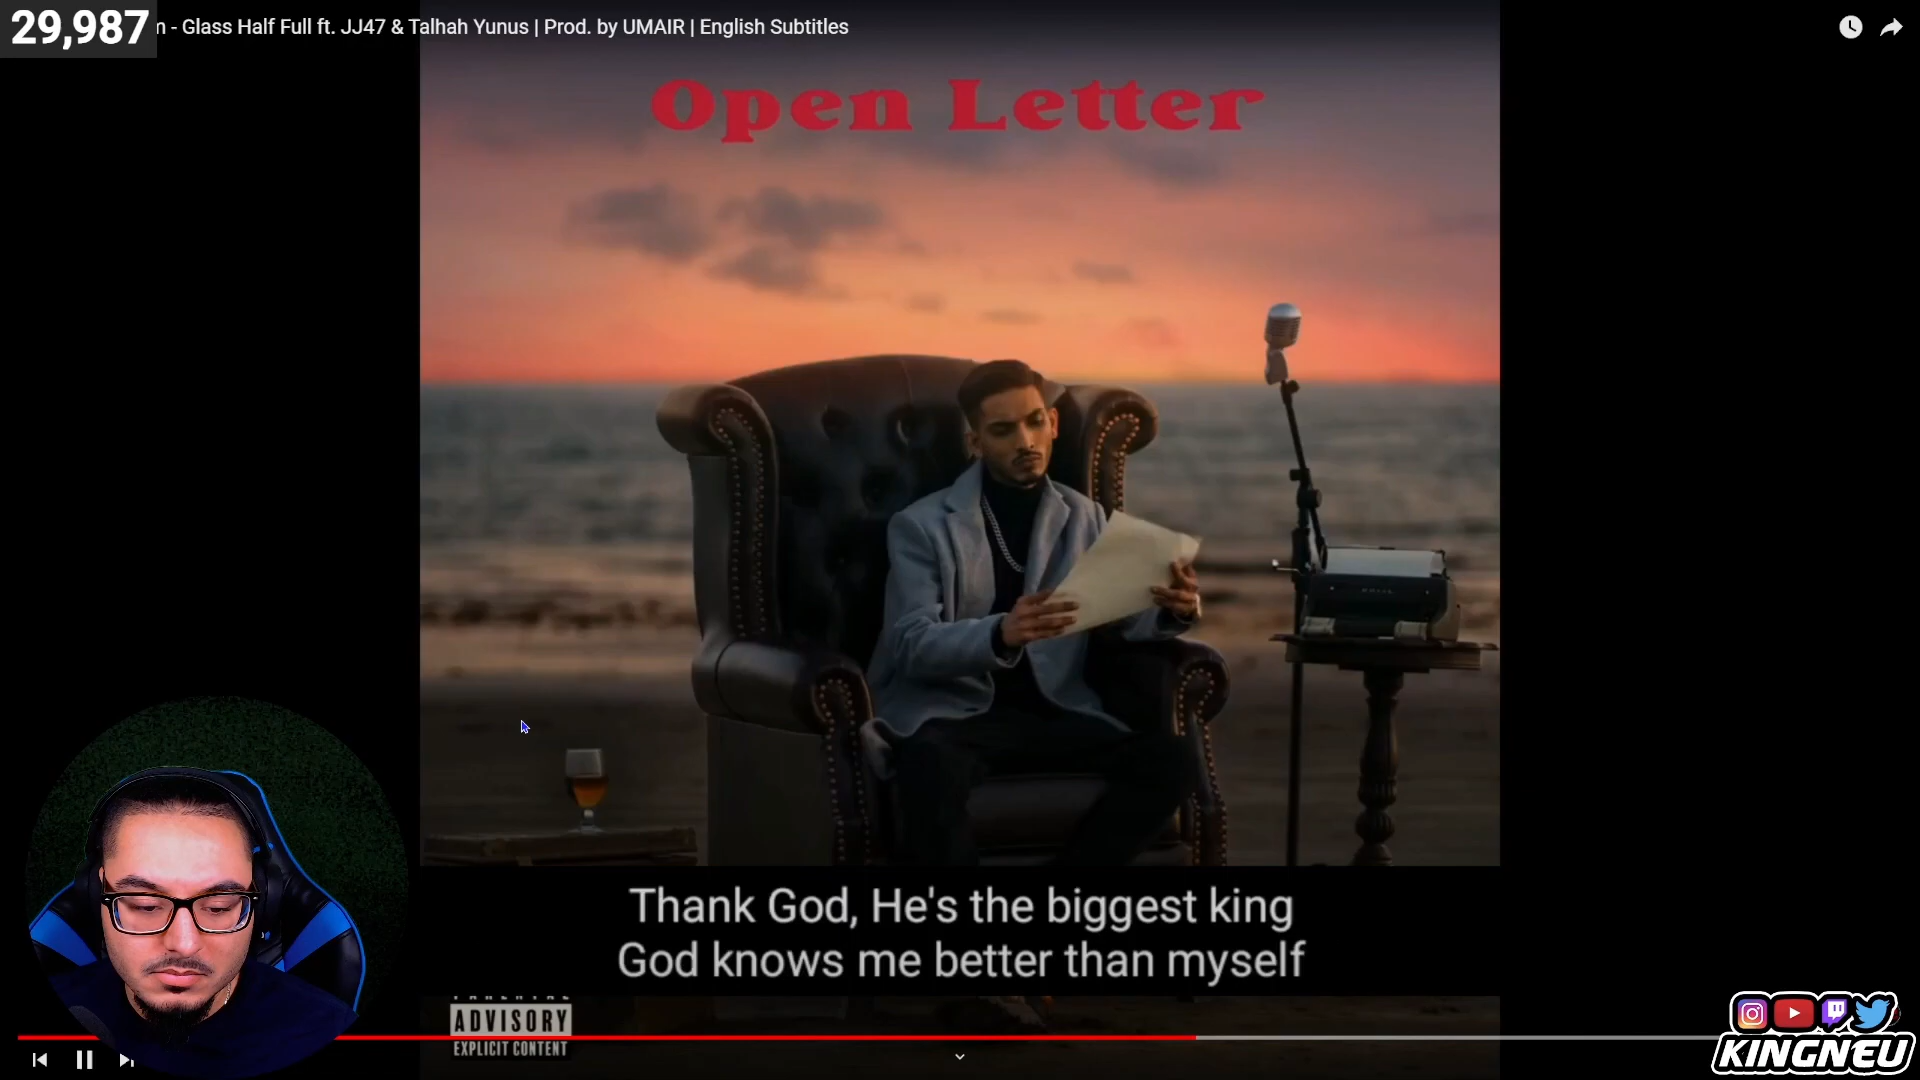 29,987
- Glass Half Full ft. JJ47 & Talhah Yunus | Prod. by UMAIR | English Subtitles
Open Letter
Thank God, He's the biggest king
God knows me better than myself
ADVISORY
EXPLICIT CONTENT
KINGNEU